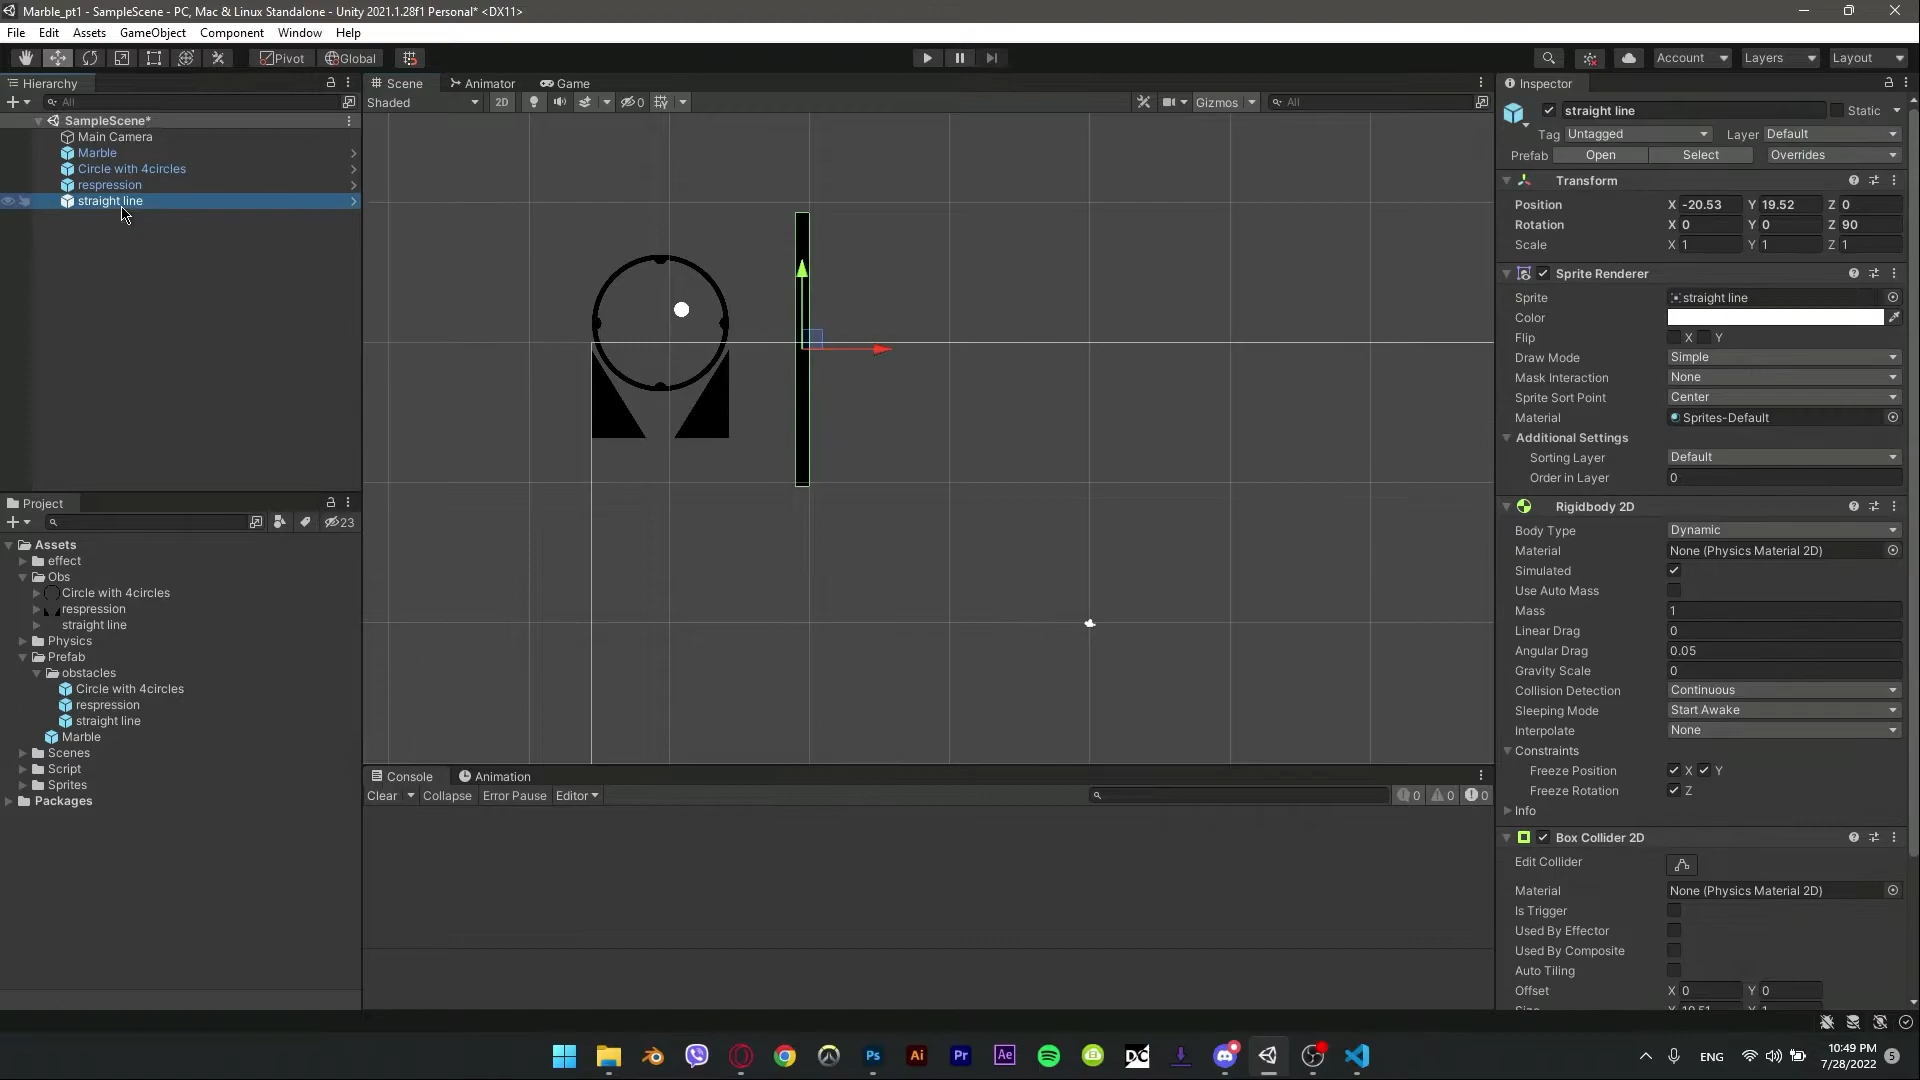 Marble_pt1 - SampleScene - PC, Mac & Linux Standalone - Unity 2021.1.28f1 Personal* <DX11>
File Edit Assets GameObject Component Window Help
Pivot Global Account Layers Layout
Hierarchy
All
SampleScene*
Main Camera
Marble
Circle with 4circles
respression
straight line
Project
23
Assets
effect
Obs
Circle with 4circles
respression
straight line
Physics
Prefab
obstacles
Circle with 4circles
respression
straight line
Marble
Scenes
Script
Sprites
Packages
Scene Animator Game
Shaded 2D 0 Gizmos All
Console Animation
Clear Collapse Error Pause Editor 0 0 0
Inspector
straight line Static
Tag Untagged Layer Default
Prefab Open Select Overrides
Transform
Position X -20.53 Y 19.52 Z 0
Rotation X 0 Y 0 Z 90
Scale X 1 Y 1 Z 1
Sprite Renderer
Sprite straight line
Color
Flip X Y
Draw Mode Simple
Mask Interaction None
Sprite Sort Point Center
Material Sprites-Default
Additional Settings
Sorting Layer Default
Order in Layer 0
Rigidbody 2D
Body Type Dynamic
Material None (Physics Material 2D)
Simulated
Use Auto Mass
Mass 1
Linear Drag 0
Angular Drag 0.05
Gravity Scale 0
Collision Detection Continuous
Sleeping Mode Start Awake
Interpolate None
Constraints
Freeze Position X Y
Freeze Rotation Z
Info
Box Collider 2D
Edit Collider
Material None (Physics Material 2D)
Is Trigger
Used By Effector
Used By Composite
Auto Tiling
Offset X 0 Y 0
Ps Ai Pr Ae DC
ENG 10:49 PM
7/28/2022 5